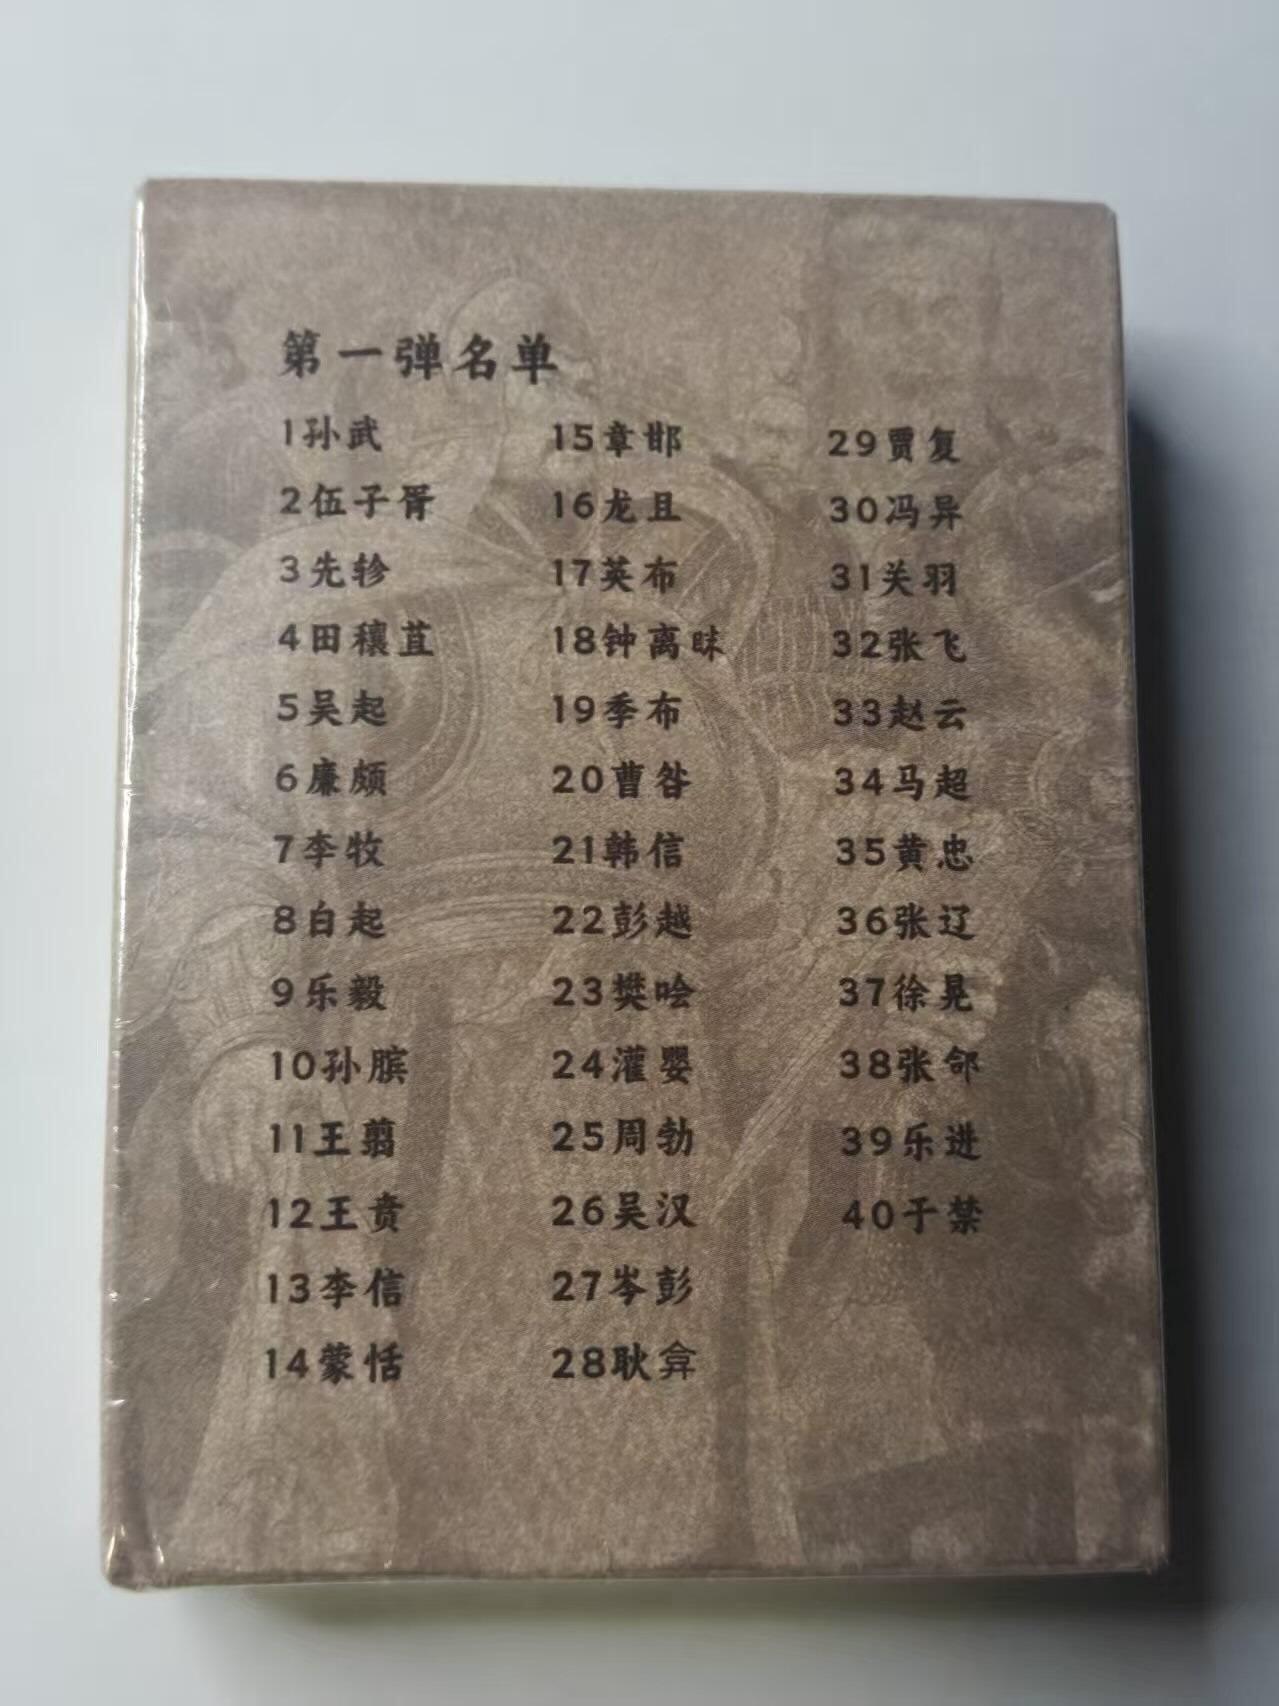 第一弹名单
1孙武
2伍子胥
3先轸
4田穰苴
5吴起
6廉颇
7李牧
8白起
9乐毅
10孙膑
11王翦
12王贲
13李信
14蒙恬
15章邯
16龙且
17英布
18钟离眜
19季布
20曹咎
21韩信
22彭越
23樊哙
24灌婴
25周勃
26吴汉
27岑彭
28耿弇
29贾复
30冯异
31关羽
32张飞
33赵云
34马超
35黄忠
36张辽
37徐晃
38张郃
39乐进
40于禁